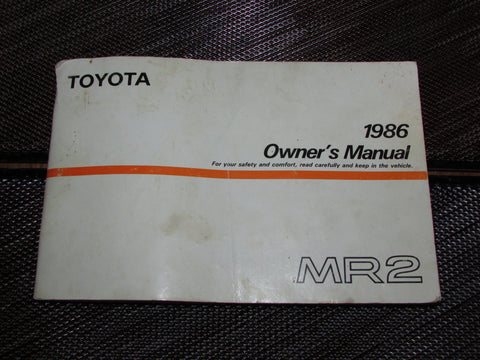 TOYOTA
1986
Owner's Manual
For your safety and comfort, read carefully and keep in the vehicle.
MR2